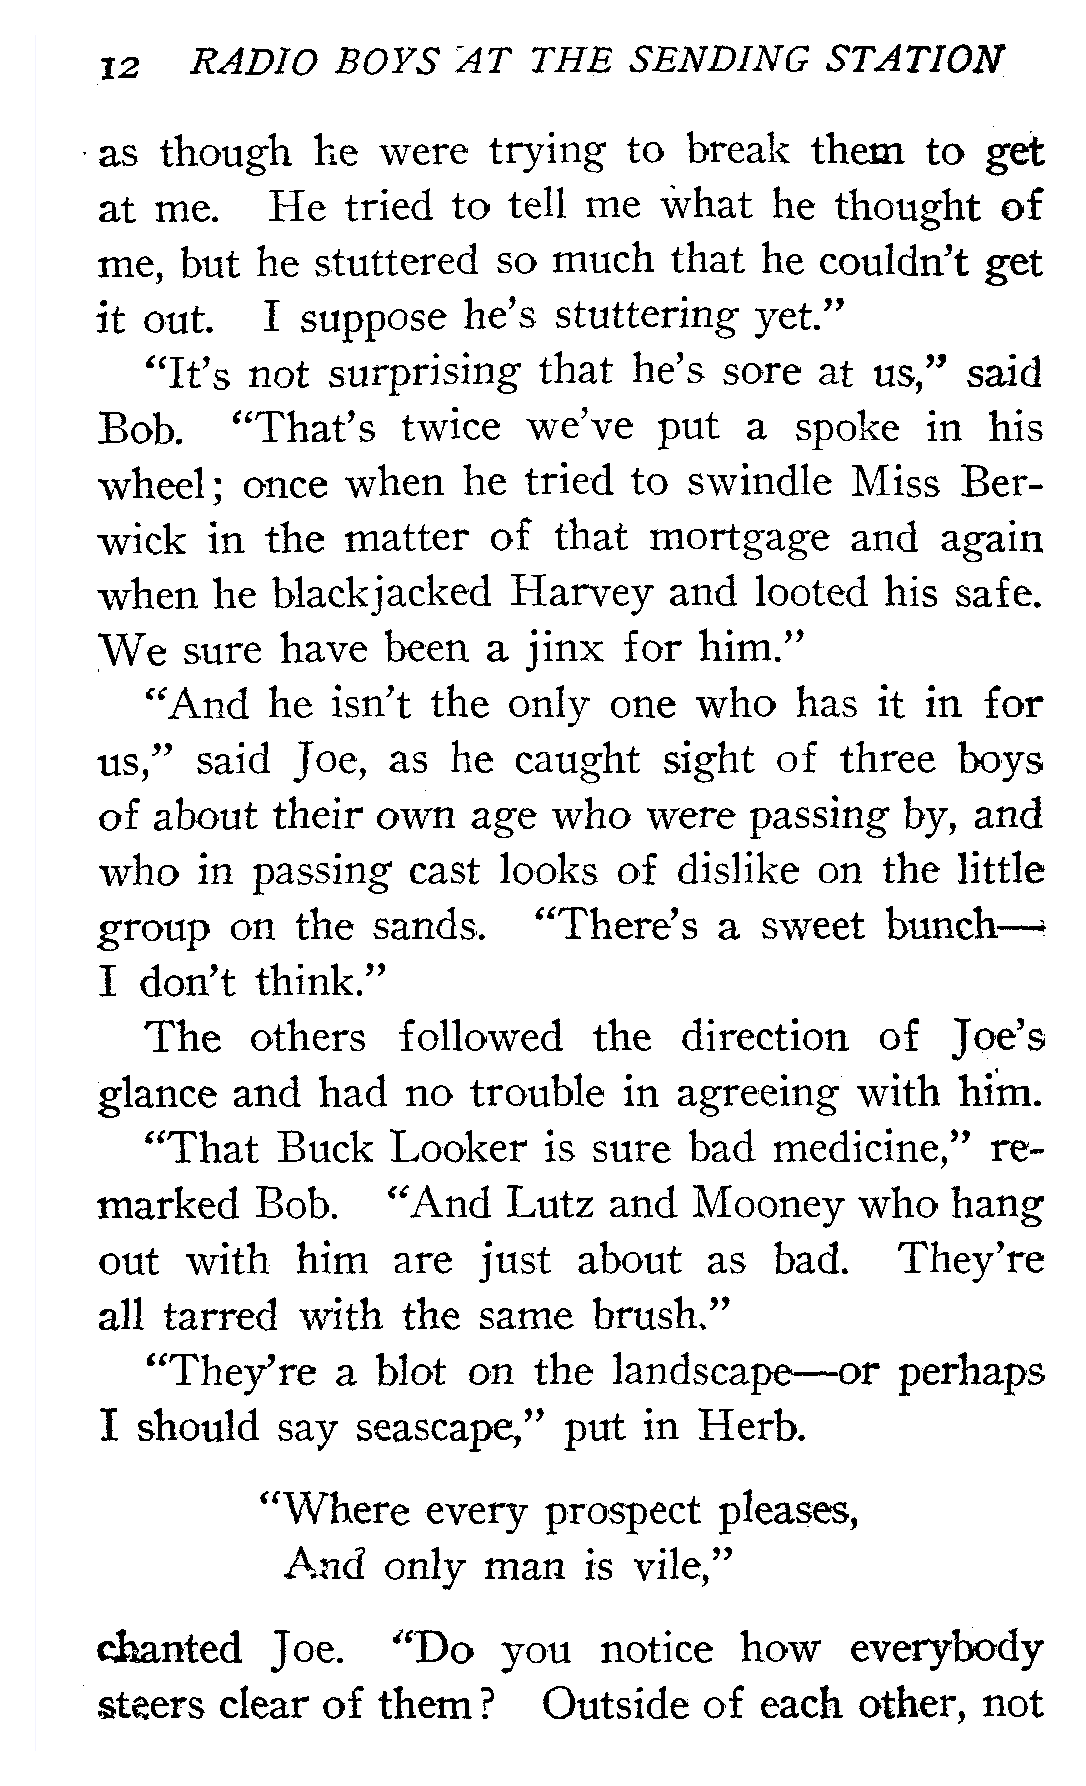 12 RADIO BOYS AT THE SENDING STATION
as though he were trying to break them to get
at me. He tried to tell me what he thought of
me, but he stuttered so much that he couldn't get
it out. I suppose he's stuttering yet."
"It's not surprising that he's sore at us," said
Bob. "That's twice we've put a spoke in his
wheel; once when he tried to swindle Miss Ber-
wick in the matter of that mortgage and again
when he blackjacked Harvey and looted his safe.
We sure have been a jinx for him."
"And he isn't the only one who has it in for
us," said Joe, as he caught sight of three boys
of about their own age who were passing by, and
who in passing cast looks of dislike on the little
group on the sands. "There's a sweet bunch—
I don't think."
The others followed the direction of Joe's
glance and had no trouble in agreeing with him.
"That Buck Looker is sure bad medicine," re-
marked Bob. "And Lutz and Mooney who hang
out with him are just about as bad. They're
all tarred with the same brush."
"They're a blot on the landscape—or perhaps
I should say seascape," put in Herb.
"Where every prospect pleases,
And only man is vile,"
chanted Joe. "Do you notice how everybody
steers clear of them? Outside of each other, not